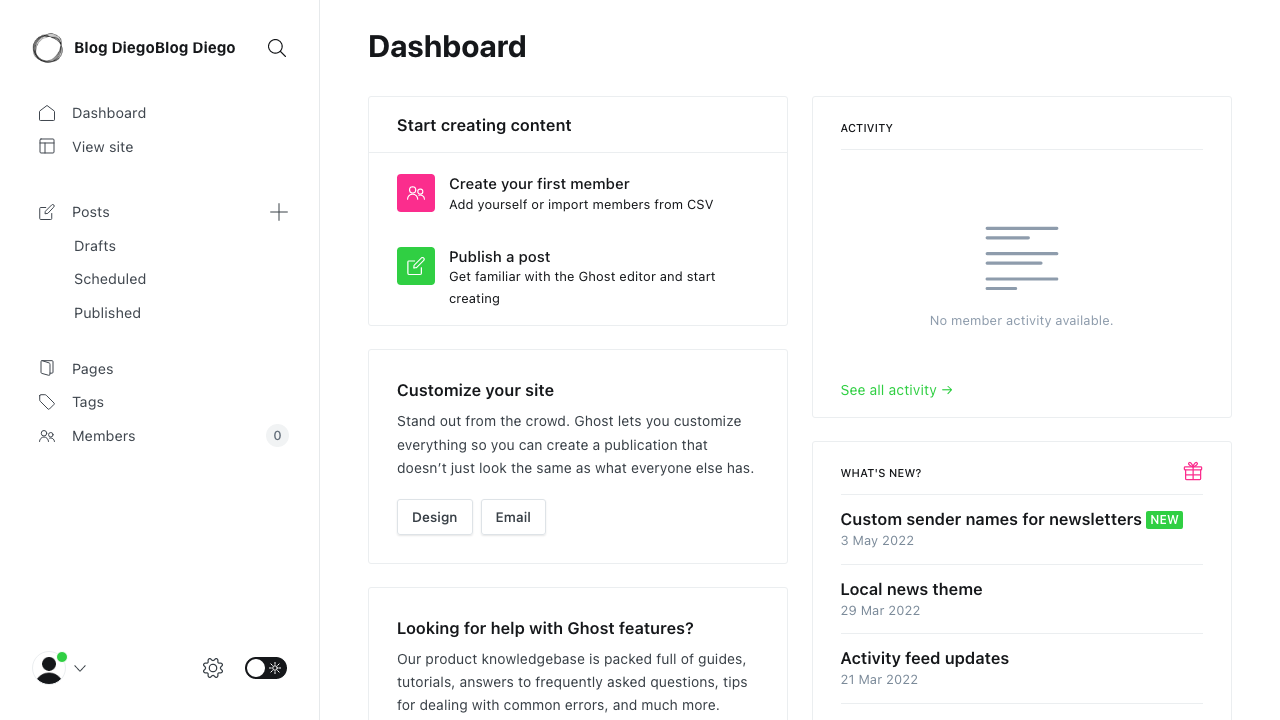 Blog DiegoBlog Diego
Dashboard
View site
Posts
Drafts
Scheduled
Published
Pages
Tags
Members
0
Dashboard
Start creating content
Create your first member
Add yourself or import members from CSV
Publish a post
Get familiar with the Ghost editor and start
creating
Customize your site
Stand out from the crowd. Ghost lets you customize
everything so you can create a publication that
doesn’t just look the same as what everyone else has.
Design
Email
Looking for help with Ghost features?
Our product knowledgebase is packed full of guides,
tutorials, answers to frequently asked questions, tips
for dealing with common errors, and much more.
ACTIVITY
No member activity available.
See all activity →
WHAT'S NEW?
Custom sender names for newsletters NEW
3 May 2022
Local news theme
29 Mar 2022
Activity feed updates
21 Mar 2022